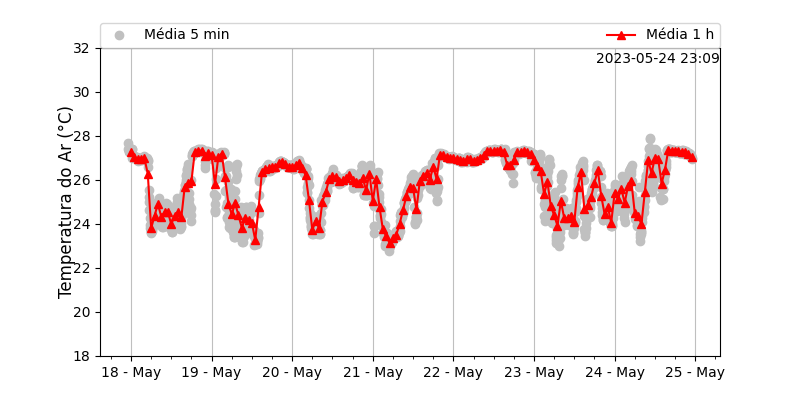 Média 5 min
Média 1 h
2023-05-24 23:09
Temperatura do Ar (°C)
32
30
28
26
24
22
20
18
18 - May
19 - May
20 - May
21 - May
22 - May
23 - May
24 - May
25 - May